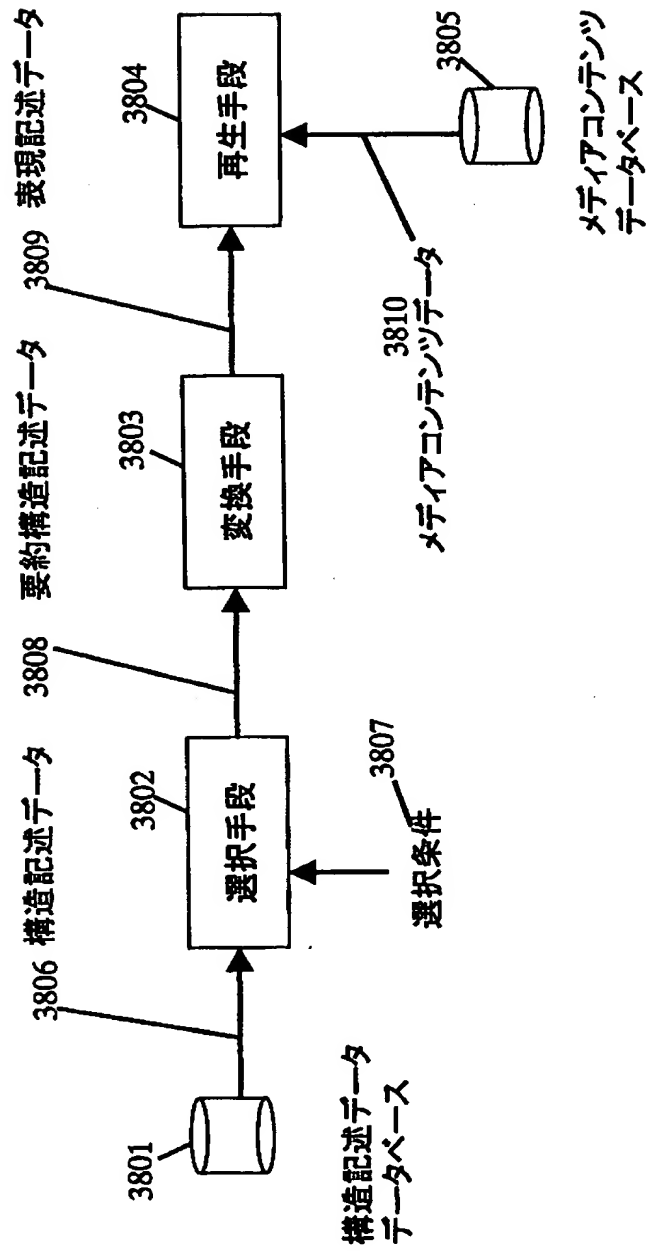 3801
構造記述データ
データベース
3806
構造記述データ
3802
選択手段
3807
選択条件
3808
要約構造記述データ
3803
変換手段
3809
表現記述データ
3804
再生手段
3810
メディアコンテンツデータ
3805
メディアコンテンツ
データベース